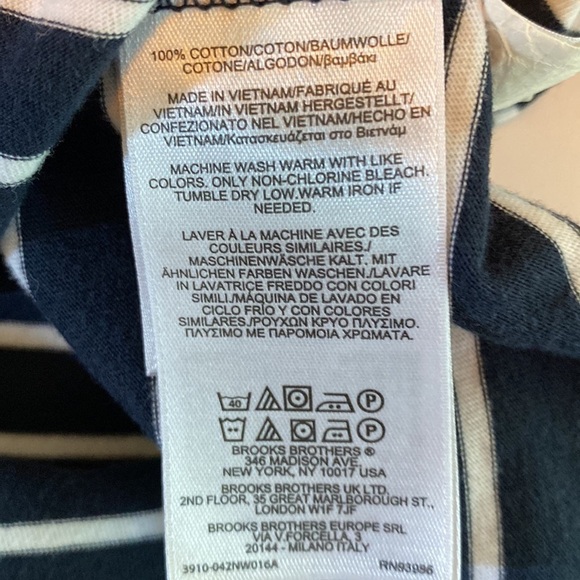 100% COTTON/COTON/BAUMWOLLE/
COTONE/ALGODON/βαμβάκι
MADE IN VIETNAM/FABRIQUÉ AU
VIETNAM/IN VIETNAM HERGESTELLT/
CONFEZIONATO NEL VIETNAM/HECHO EN
VIETNAM/Κατασκευάζεται στο Βιετνάμ
MACHINE WASH WARM WITH LIKE
COLORS. ONLY NON-CHLORINE BLEACH.
TUMBLE DRY LOW.WARM IRON IF
NEEDED.
LAVER À LA MACHINE AVEC DES
COULEURS SIMILAIRES./
MASCHINENWÄSCHE KALT. MIT
ÄHNLICHEN FARBEN WASCHEN./LAVARE
IN LAVATRICE FREDDO CON COLORI
SIMILI./MÁQUINA DE LAVADO EN
CICLO FRÍO Y CON COLORES
SIMILARES./ΡΟΥΧΩΝ ΚΡΥΟ ΠΛΥΣΙΜΟ.
ΠΛΥΣΙΜΟ ΜΕ ΠΑΡΟΜΟΙΑ ΧΡΩΜΑΤΑ.
40 P
P
BROOKS BROTHERS ®
346 MADISON AVE,
NEW YORK, NY 10017 USA
BROOKS BROTHERS UK LTD.
2ND FLOOR, 35 GREAT MARLBOROUGH ST.,
LONDON W1F 7JF
BROOKS BROTHERS EUROPE SRL
VIA V.FORCELLA, 3
20144 - MILANO ITALY
3910-042NW016A RN93986